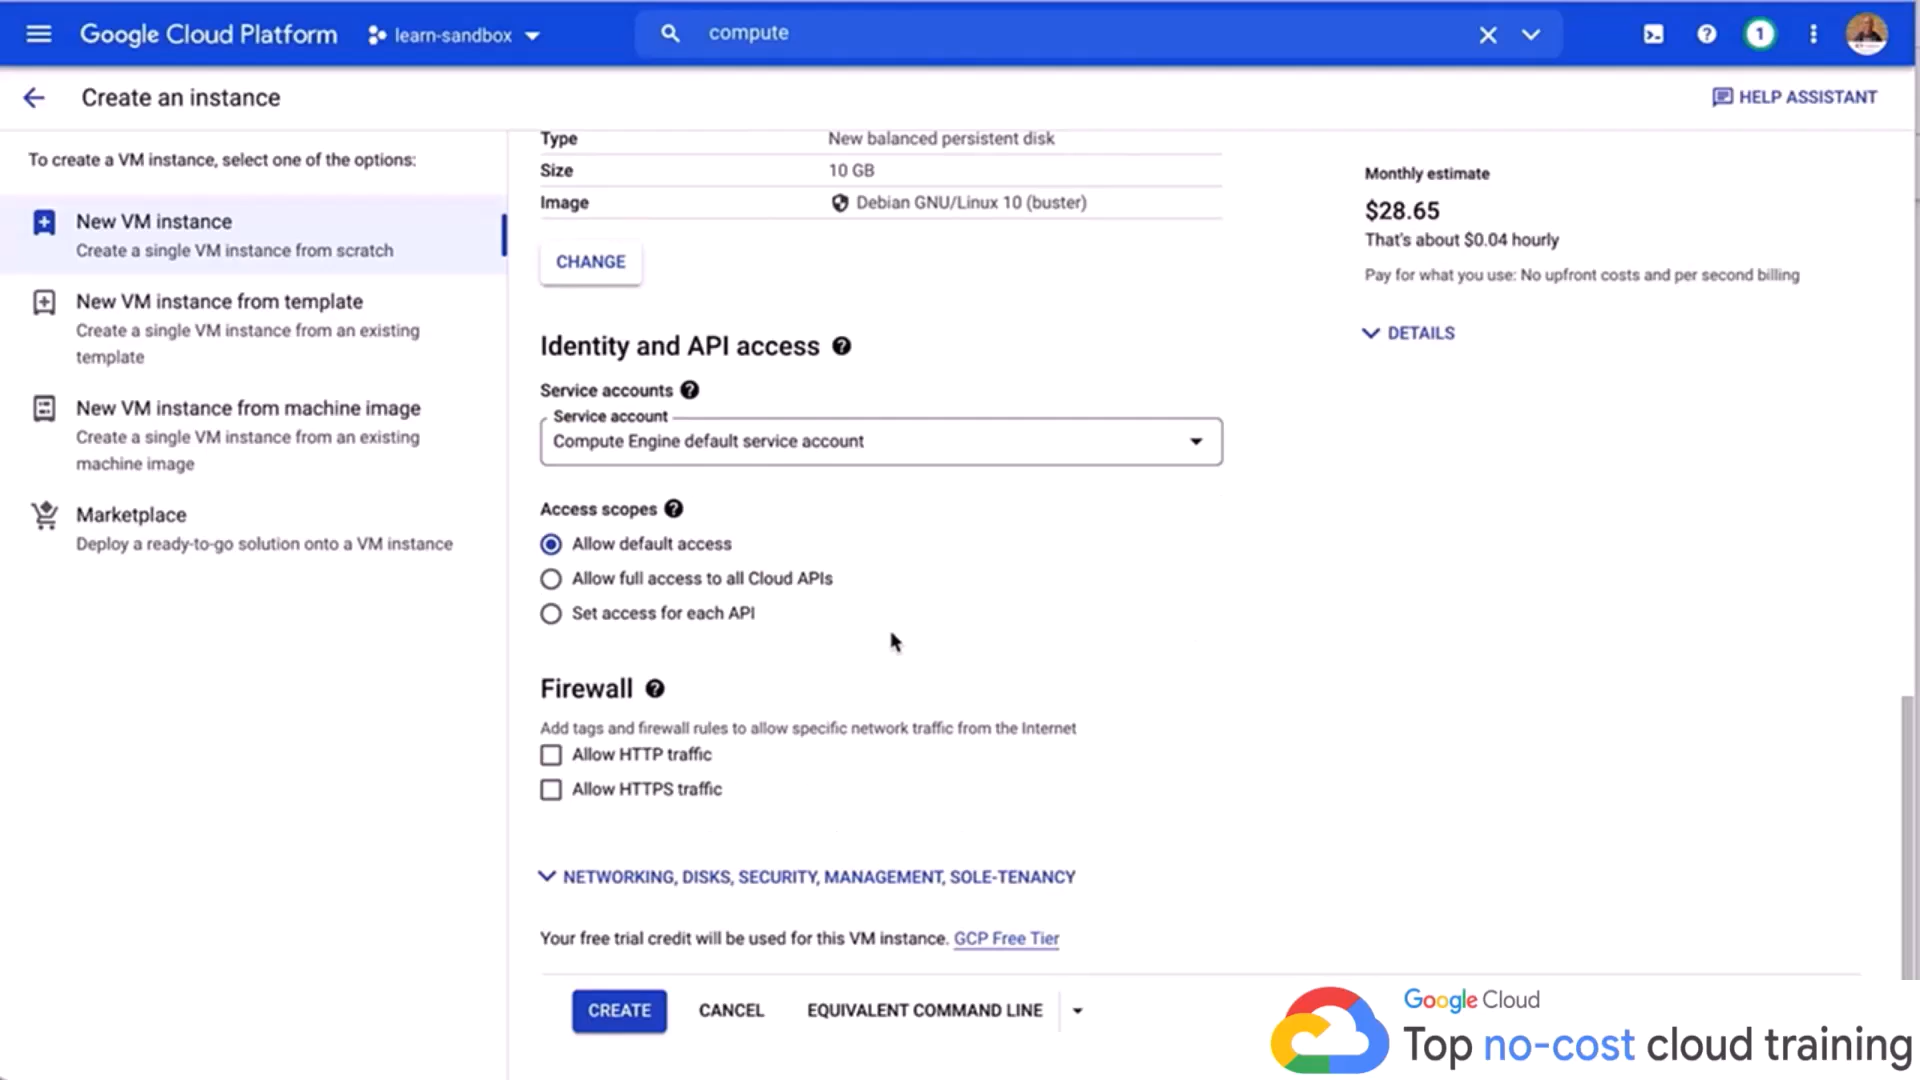 Google Cloud Platform
learn-sandbox
compute
1
Create an instance
HELP ASSISTANT
To create a VM instance, select one of the options:
New VM instance
Create a single VM instance from scratch
New VM instance from template
Create a single VM instance from an existing
template
New VM instance from machine image
Create a single VM instance from an existing
machine image
Marketplace
Deploy a ready-to-go solution onto a VM instance
Type New balanced persistent disk
Size 10 GB
Image Debian GNU/Linux 10 (buster)
CHANGE
Identity and API access
Service accounts
Service account
Compute Engine default service account
Access scopes
Allow default access
Allow full access to all Cloud APIs
Set access for each API
Firewall
Add tags and firewall rules to allow specific network traffic from the Internet
Allow HTTP traffic
Allow HTTPS traffic
NETWORKING, DISKS, SECURITY, MANAGEMENT, SOLE-TENANCY
Your free trial credit will be used for this VM instance. GCP Free Tier
CREATE CANCEL EQUIVALENT COMMAND LINE
Monthly estimate
$28.65
That's about $0.04 hourly
Pay for what you use: No upfront costs and per second billing
DETAILS
Google Cloud
Top no-cost cloud training